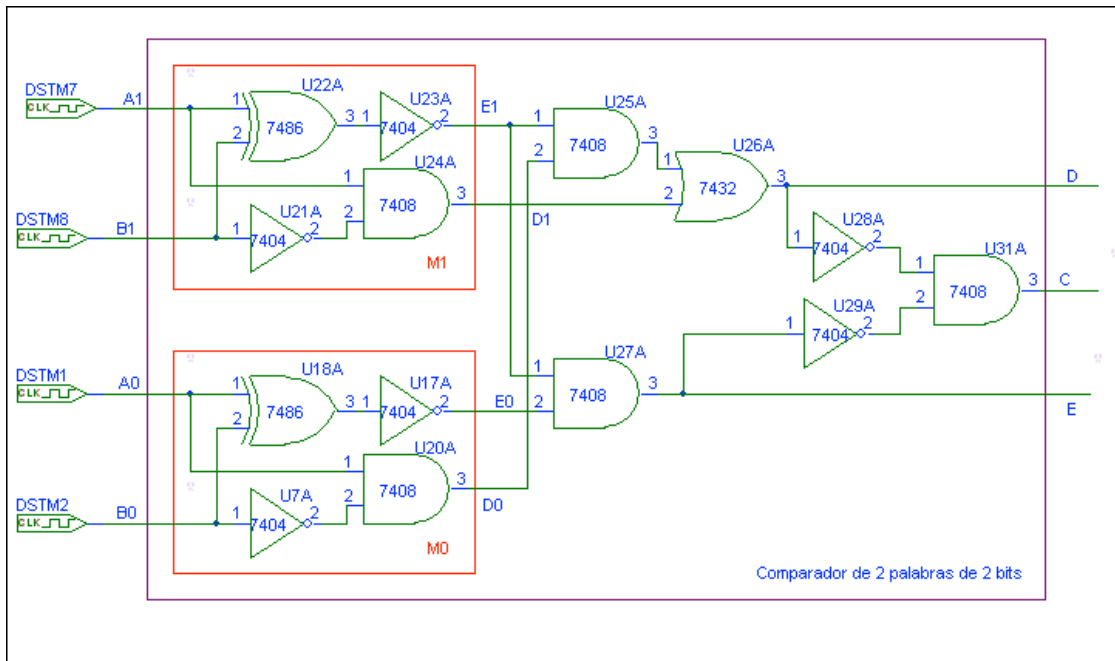 DSTM7
CLK
A1
1
2
7486
U22A
3
1
7404
U23A
2
E1
U24A
1
2
7408
3
D1
DSTM8
CLK
B1
1
7404
U21A
2
M1
1
2
7408
U25A
3
1
2
7432
U26A
3
D
7404
U28A
2
1
2
7408
U31A
3
C
1
7404
U29A
2
DSTM1
CLK
A0
1
2
7486
U18A
3
1
7404
U17A
2
E0
U20A
1
2
7408
3
D0
DSTM2
CLK
B0
1
7404
U7A
2
M0
1
2
7408
U27A
3
E
Comparador de 2 palabras de 2 bits